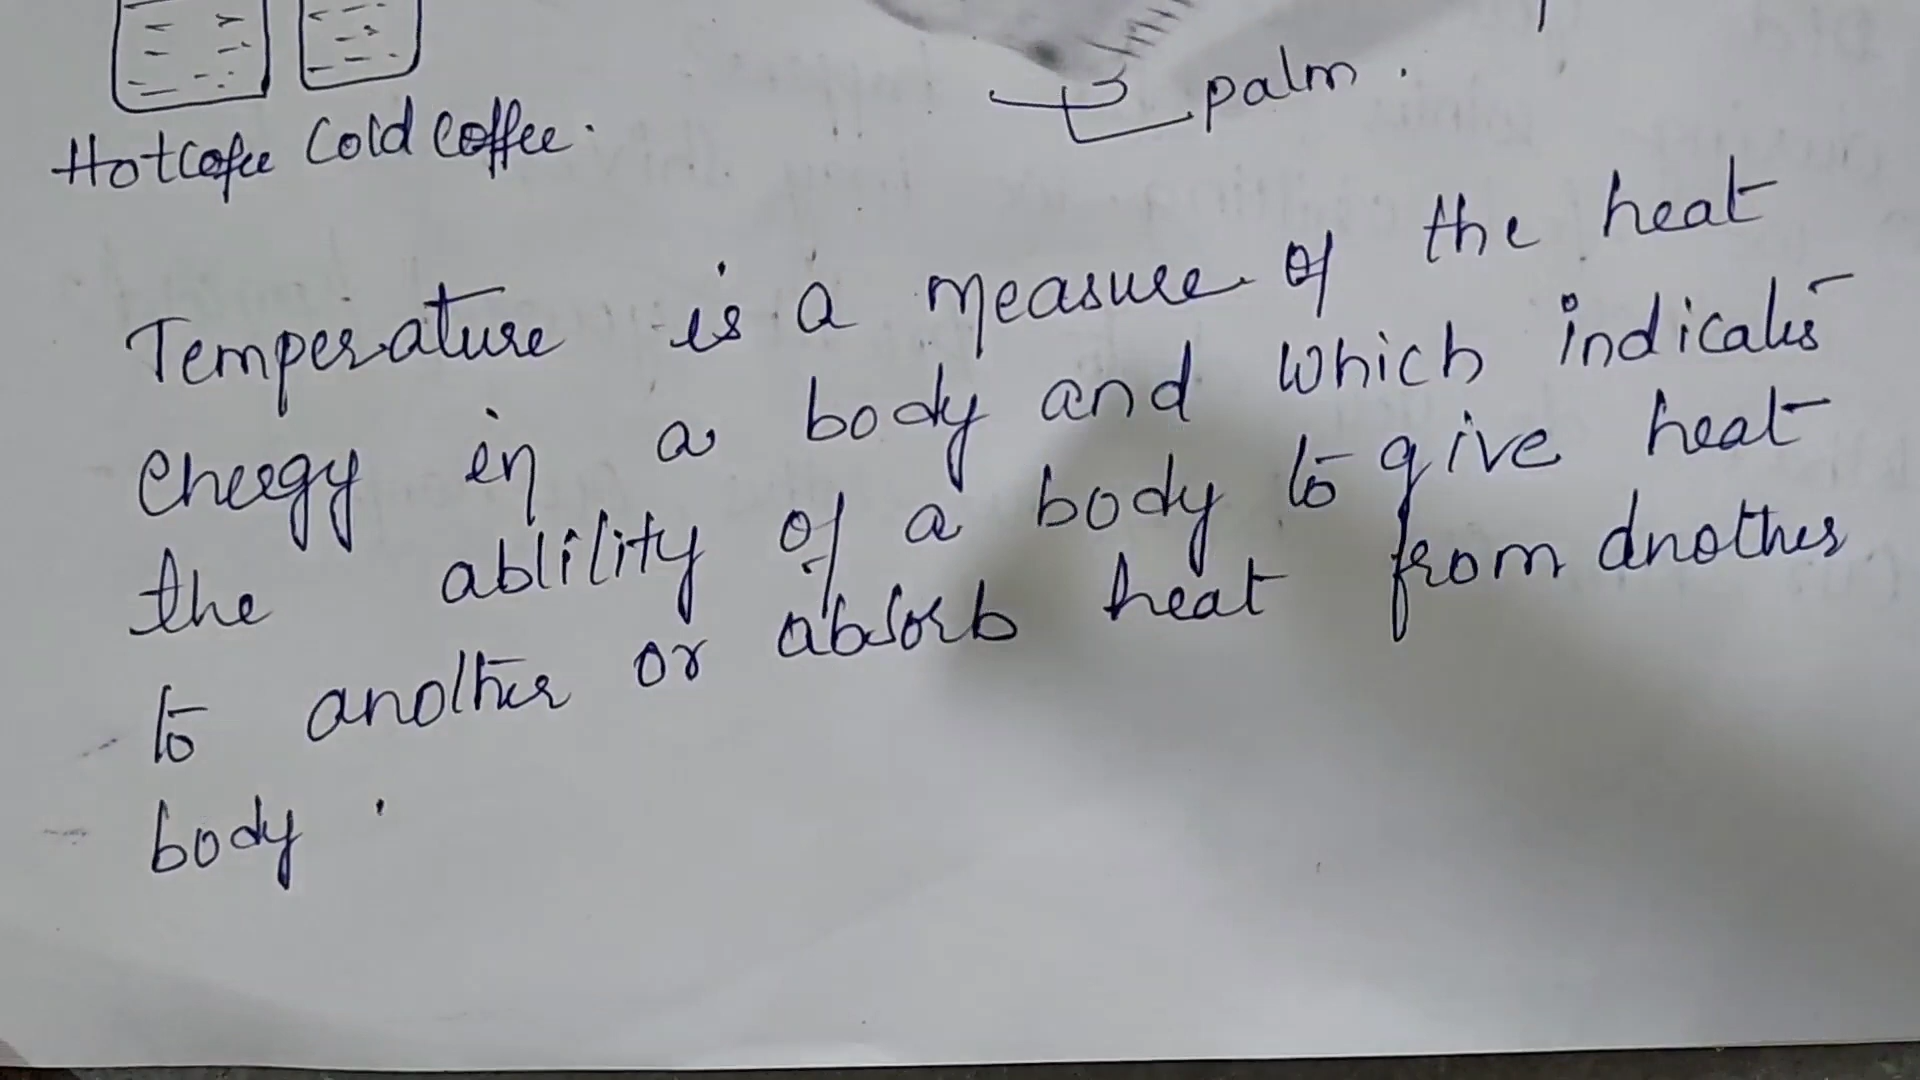 Hotcofee Cold Coffee.
palm.
Temperature is a measure of the heat
energy in a body and which indicates
the ablility of a body to give heat
to another or absorb heat from another
body.